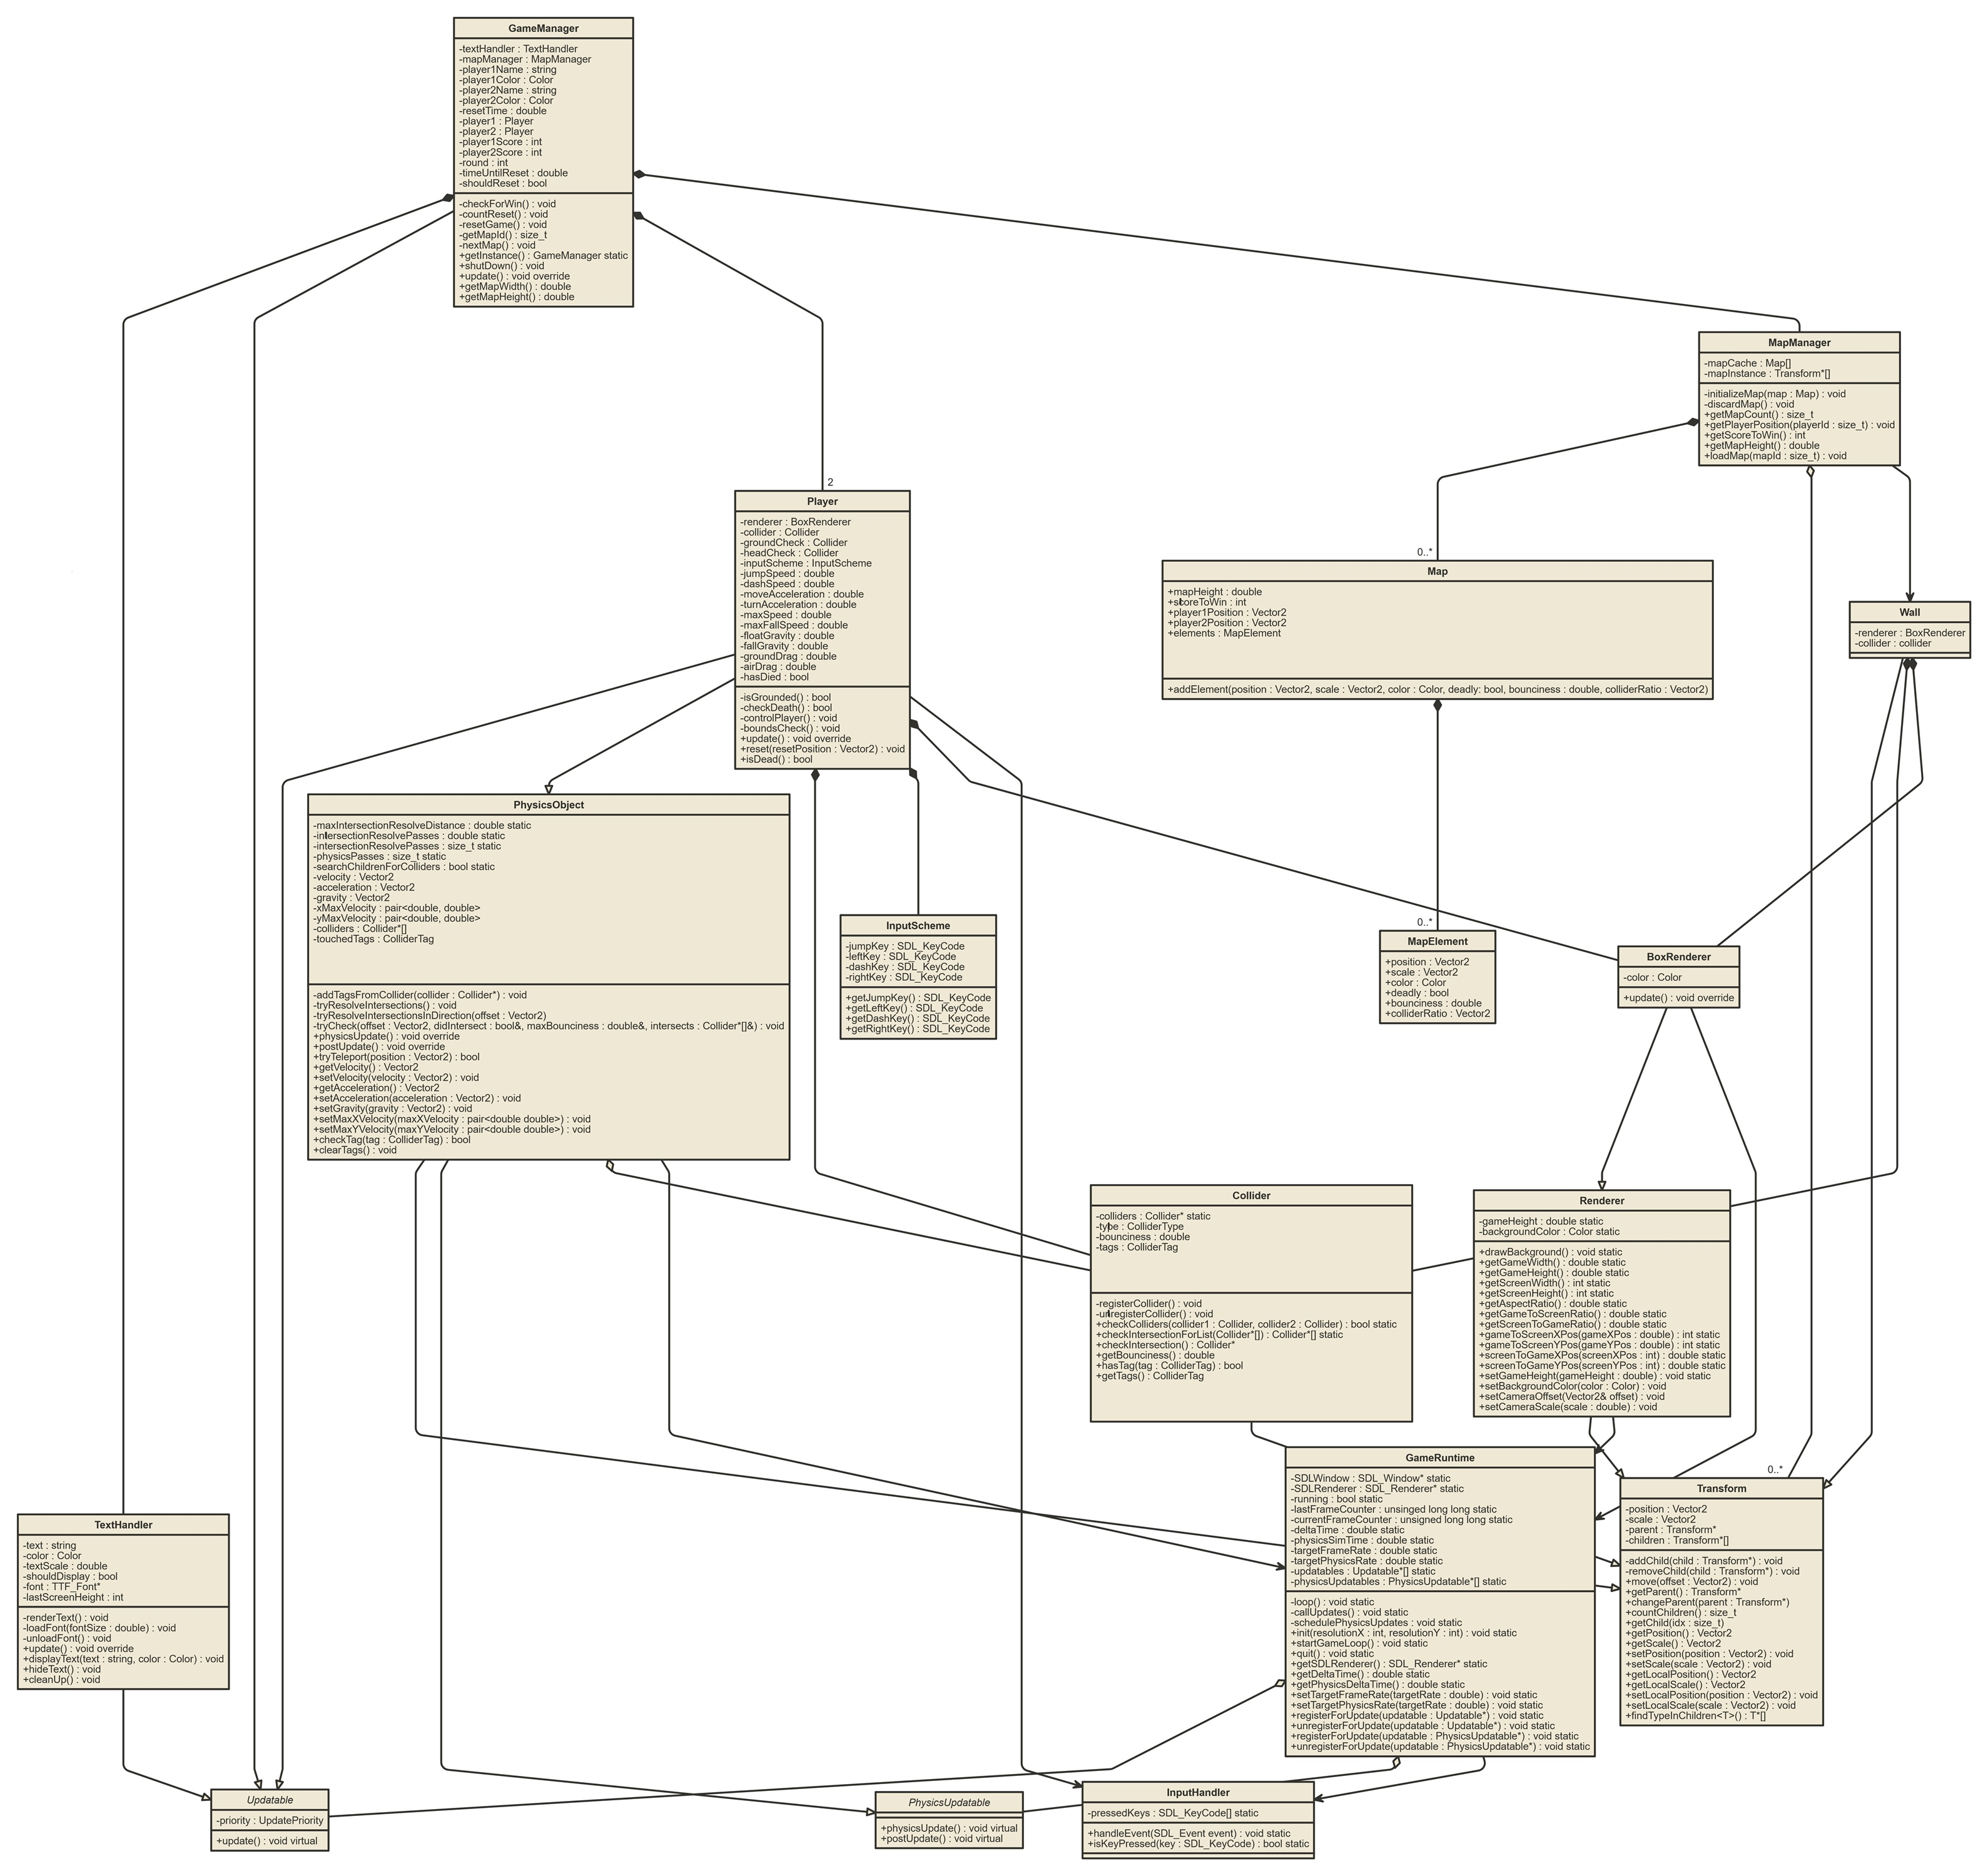 GameManager
-textHandler : TextHandler
-mapManager : MapManager
-player1Name : string
-player1Color : Color
-player2Name : string
-player2Color : Color
-resetTime : double
-player1 : Player
-player2 : Player
-player1Score : int
-player2Score : int
-round : int
-timeUntilReset : double
-shouldReset : bool
-checkForWin() : void
-countReset() : void
-resetGame() : void
-getMapId() : size_t
-nextMap() : void
+getInstance() : GameManager static
+shutDown() : void
+update() : void override
+getMapWidth() : double
+getMapHeight() : double
MapManager
-mapCache : Map[]
-mapInstance : Transform*[]
-initializeMap(map : Map) : void
-discardMap() : void
+getMapCount() : size_t
+getPlayerPosition(playerId : size_t) : void
+getScoreToWin() : int
+getMapHeight() : double
+loadMap(mapId : size_t) : void
2
Player
-renderer : BoxRenderer
-collider : Collider
-groundCheck : Collider
-headCheck : Collider
-inputScheme : InputScheme
-jumpSpeed : double
-dashSpeed : double
-moveAcceleration : double
-turnAcceleration : double
-maxSpeed : double
-maxFallSpeed : double
-floatGravity : double
-fallGravity : double
-groundDrag : double
-airDrag : double
-hasDied : bool
-isGrounded() : bool
-checkDeath() : bool
-controlPlayer() : void
-boundsCheck() : void
+update() : void override
+reset(resetPosition : Vector2) : void
+isDead() : bool
0..*
Map
+mapHeight : double
+scoreToWin : int
+player1Position : Vector2
+player2Position : Vector2
+elements : MapElement
+addElement(position : Vector2, scale : Vector2, color : Color, deadly: bool, bounciness : double, colliderRatio : Vector2)
Wall
-renderer : BoxRenderer
-collider : collider
PhysicsObject
-maxIntersectionResolveDistance : double static
-intersectionResolvePasses : double static
-intersectionResolvePasses : size_t static
-physicsPasses : size_t static
-searchChildrenForColliders : bool static
-velocity : Vector2
-acceleration : Vector2
-gravity : Vector2
-xMaxVelocity : pair<double, double>
-yMaxVelocity : pair<double, double>
-colliders : Collider*[]
-touchedTags : ColliderTag
-addTagsFromCollider(collider : Collider*) : void
-tryResolveIntersections() : void
-tryResolveIntersectionsInDirection(offset : Vector2)
-tryCheck(offset : Vector2, didIntersect : bool&, maxBounciness : double&, intersects : Collider*[]&) : void
+physicsUpdate() : void override
+postUpdate() : void override
+tryTeleport(position : Vector2) : bool
+getVelocity() : Vector2
+setVelocity(velocity : Vector2) : void
+getAcceleration() : Vector2
+setAcceleration(acceleration : Vector2) : void
+setGravity(gravity : Vector2) : void
+setMaxXVelocity(maxXVelocity : pair<double double>) : void
+setMaxYVelocity(maxYVelocity : pair<double double>) : void
+checkTag(tag : ColliderTag) : bool
+clearTags() : void
InputScheme
-jumpKey : SDL_KeyCode
-leftKey : SDL_KeyCode
-dashKey : SDL_KeyCode
-rightKey : SDL_KeyCode
+getJumpKey() : SDL_KeyCode
+getLeftKey() : SDL_KeyCode
+getDashKey() : SDL_KeyCode
+getRightKey() : SDL_KeyCode
0..*
MapElement
+position : Vector2
+scale : Vector2
+color : Color
+deadly : bool
+bounciness : double
+colliderRatio : Vector2
BoxRenderer
-color : Color
+update() : void override
Collider
-colliders : Collider* static
-type : ColliderType
-bounciness : double
-tags : ColliderTag
-registerCollider() : void
-unregisterCollider() : void
+checkColliders(collider1 : Collider, collider2 : Collider) : bool static
+checkIntersectionForList(Collider*[]) : Collider*[] static
+checkIntersection() : Collider*
+getBounciness() : double
+hasTag(tag : ColliderTag) : bool
+getTags() : ColliderTag
Renderer
-gameHeight : double static
-backgroundColor : Color static
+drawBackground() : void static
+getGameWidth() : double static
+getGameHeight() : double static
+getScreenWidth() : int static
+getScreenHeight() : int static
+getAspectRatio() : double static
+getGameToScreenRatio() : double static
+getScreenToGameRatio() : double static
+gameToScreenXPos(gameXPos : double) : int static
+gameToScreenYPos(gameYPos : double) : int static
+screenToGameXPos(screenXPos : int) : double static
+screenToGameYPos(screenYPos : int) : double static
+setGameHeight(gameHeight : double) : void static
+setBackgroundColor(color : Color) : void
+setCameraOffset(Vector2& offset) : void
+setCameraScale(scale : double) : void
GameRuntime
-SDLWindow : SDL_Window* static
-SDLRenderer : SDL_Renderer* static
-running : bool static
-lastFrameCounter : unsinged long long static
-currentFrameCounter : unsigned long long static
-deltaTime : double static
-physicsSimTime : double static
-targetFrameRate : double static
-targetPhysicsRate : double static
-updatables : Updatable*[] static
-physicsUpdatables : PhysicsUpdatable*[] static
-loop() : void static
-callUpdates() : void static
-schedulePhysicsUpdates : void static
+init(resolutionX : int, resolutionY : int) : void static
+startGameLoop() : void static
+quit() : void static
+getSDLRenderer() : SDL_Renderer* static
+getDeltaTime() : double static
+getPhysicsDeltaTime() : double static
+setTargetFrameRate(targetRate : double) : void static
+setTargetPhysicsRate(targetRate : double) : void static
+registerForUpdate(updatable : Updatable*) : void static
+unregisterForUpdate(updatable : Updatable*) : void static
+registerForUpdate(updatable : PhysicsUpdatable*) : void static
+unregisterForUpdate(updatable : PhysicsUpdatable*) : void static
0..*
Transform
-position : Vector2
-scale : Vector2
-parent : Transform*
-children : Transform*[]
-addChild(child : Transform*) : void
-removeChild(child : Transform*) : void
+move(offset : Vector2) : void
+getParent() : Transform*
+changeParent(parent : Transform*)
+countChildren() : size_t
+getChild(idx : size_t)
+getPosition() : Vector2
+getScale() : Vector2
+setPosition(position : Vector2) : void
+setScale(scale : Vector2) : void
+getLocalPosition() : Vector2
+getLocalScale() : Vector2
+setLocalPosition(position : Vector2) : void
+setLocalScale(scale : Vector2) : void
+findTypeInChildren<T>() : T*[]
TextHandler
-text : string
-color : Color
-textScale : double
-shouldDisplay : bool
-font : TTF_Font*
-lastScreenHeight : int
-renderText() : void
-loadFont(fontSize : double) : void
-unloadFont() : void
+update() : void override
+displayText(text : string, color : Color) : void
+hideText() : void
+cleanUp() : void
Updatable
-priority : UpdatePriority
+update() : void virtual
PhysicsUpdatable
+physicsUpdate() : void virtual
+postUpdate() : void virtual
InputHandler
-pressedKeys : SDL_KeyCode[] static
+handleEvent(SDL_Event event) : void static
+isKeyPressed(key : SDL_KeyCode) : bool static